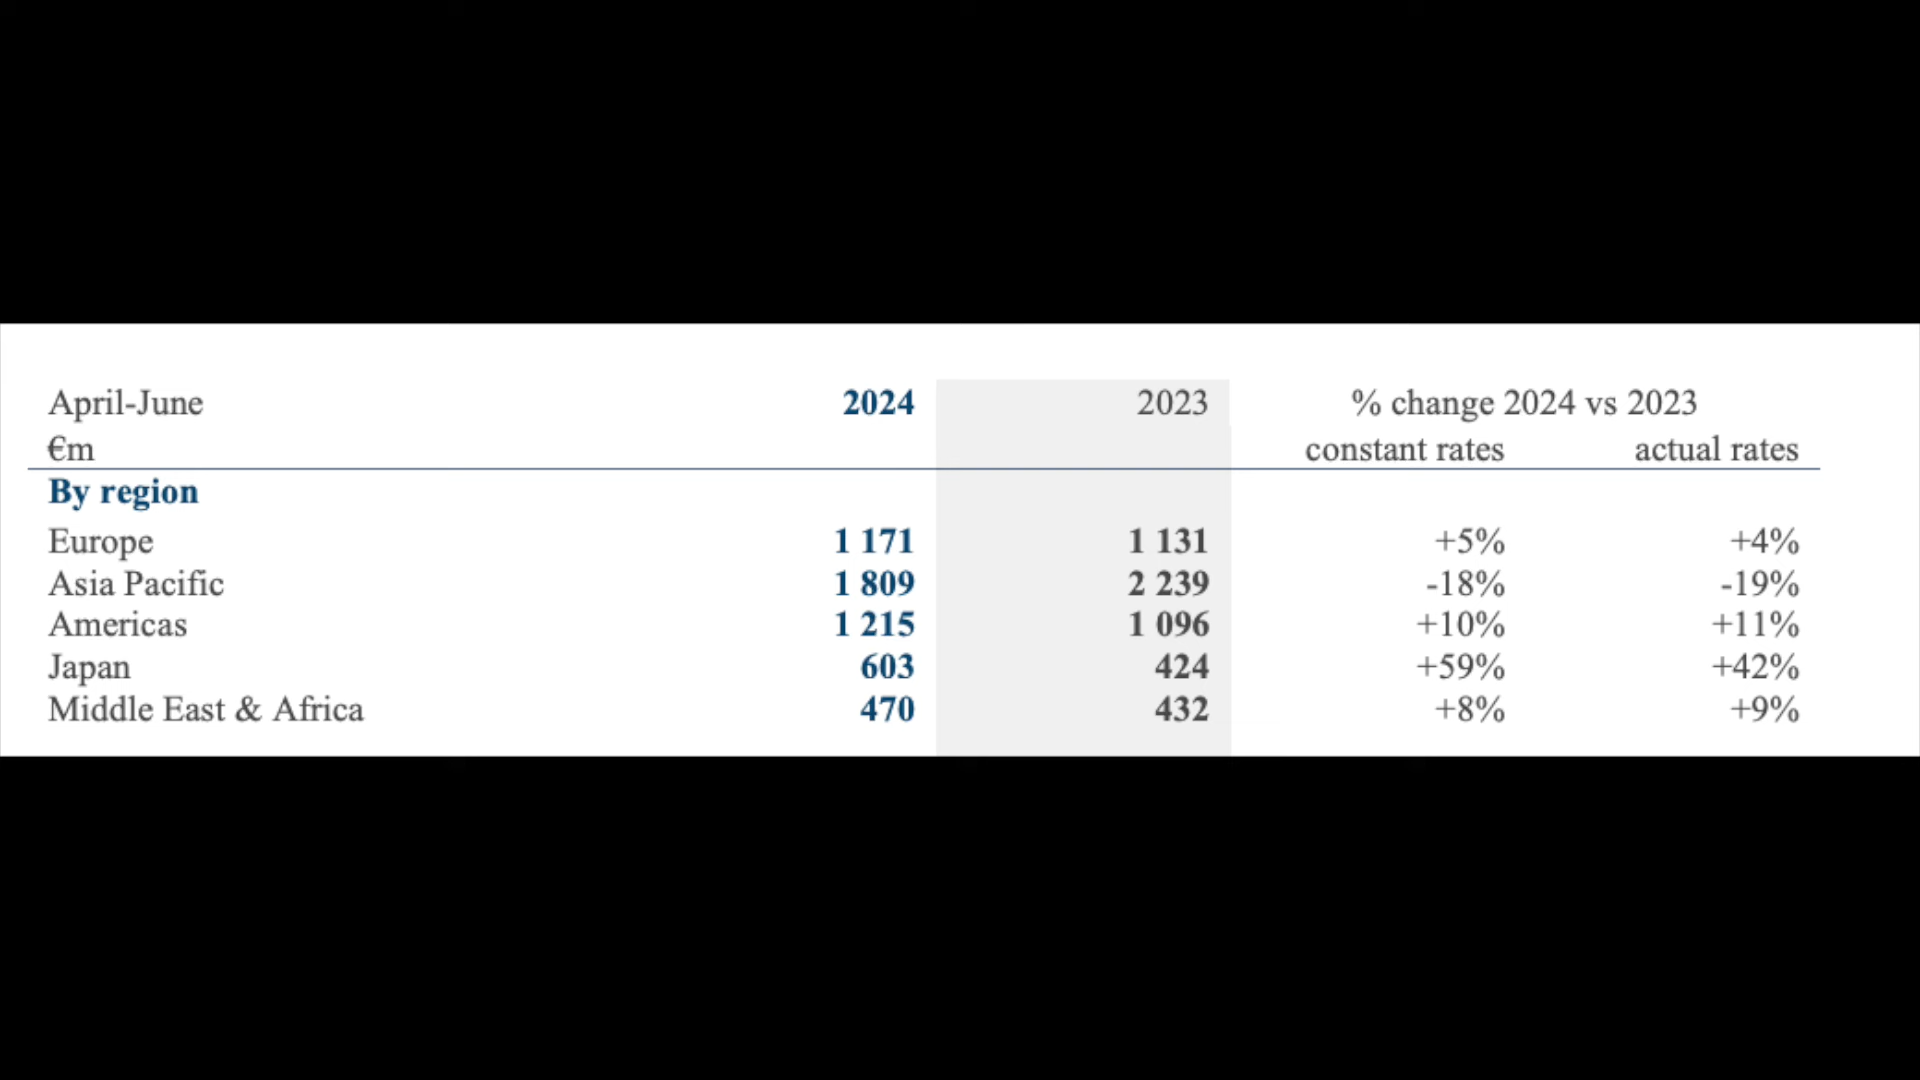 April-June 2024 2023 % change 2024 vs 2023
€m constant rates actual rates
By region
Europe 1 171 1 131 +5% +4%
Asia Pacific 1 809 2 239 -18% -19%
Americas 1 215 1 096 +10% +11%
Japan 603 424 +59% +42%
Middle East & Africa 470 432 +8% +9%